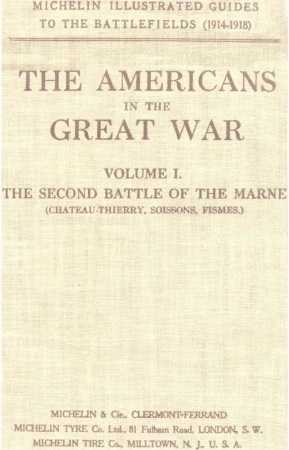 MICHELIN ILLUSTRATED GUIDES
TO THE BATTLEFIELDS (1914-1918)
THE AMERICANS
IN THE
GREAT WAR
VOLUME I.
THE SECOND BATTLE OF THE MARNE
(CHATEAU-THIERRY, SOISSONS, FISMES.)
MICHELIN & Cie., CLERMONT-FERRAND
MICHELIN TYRE Co. Ltd., 81 Fulham Road, LONDON, S. W.
MICHELIN TIRE Co., MILLTOWN, N. J., U. S. A.